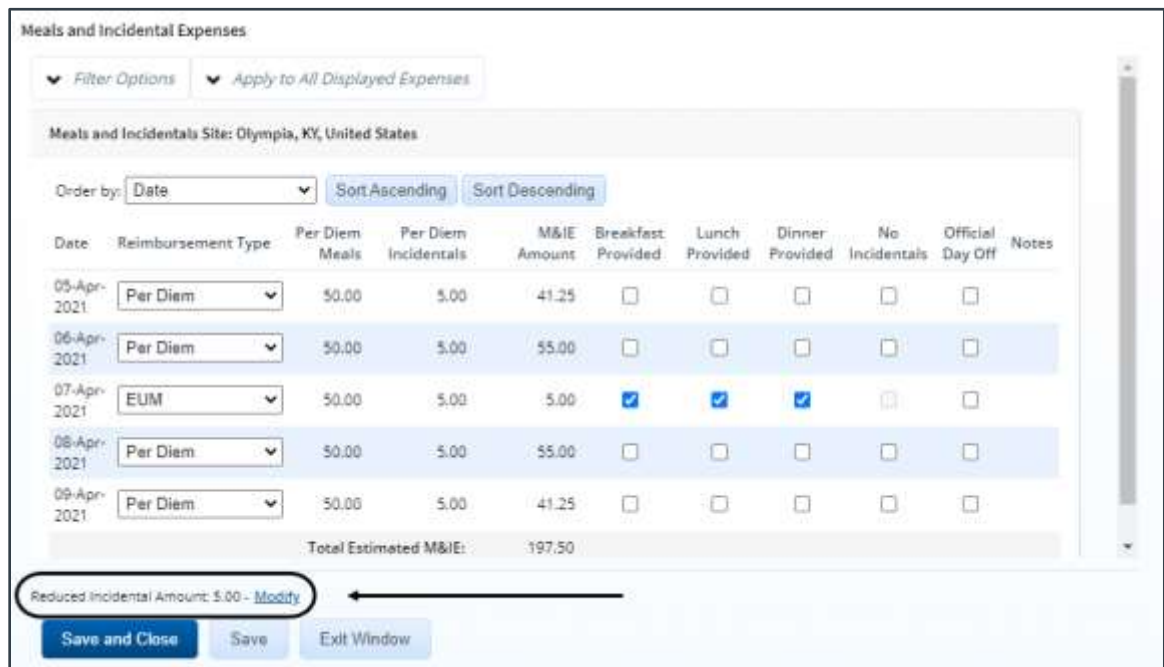 Meals and Incidental Expenses
Filter Options Apply to All Displayed Expenses
Meals and Incidentals Site: Olympia, KY, United States
Order by: Date Sort Ascending Sort Descending
Date Reimbursement Type Per Diem Meals Per Diem Incidentals M&IE Amount Breakfast Provided Lunch Provided Dinner Provided No Incidentals Official Day Off Notes
05-Apr-2021 Per Diem 50.00 5.00 41.25
06-Apr-2021 Per Diem 50.00 5.00 55.00
07-Apr-2021 EUM 50.00 5.00 5.00
08-Apr-2021 Per Diem 50.00 5.00 55.00
09-Apr-2021 Per Diem 50.00 5.00 41.25
Total Estimated M&IE: 197.50
Reduced Incidental Amount: 5.00 - Modify
Save and Close Save Exit Window